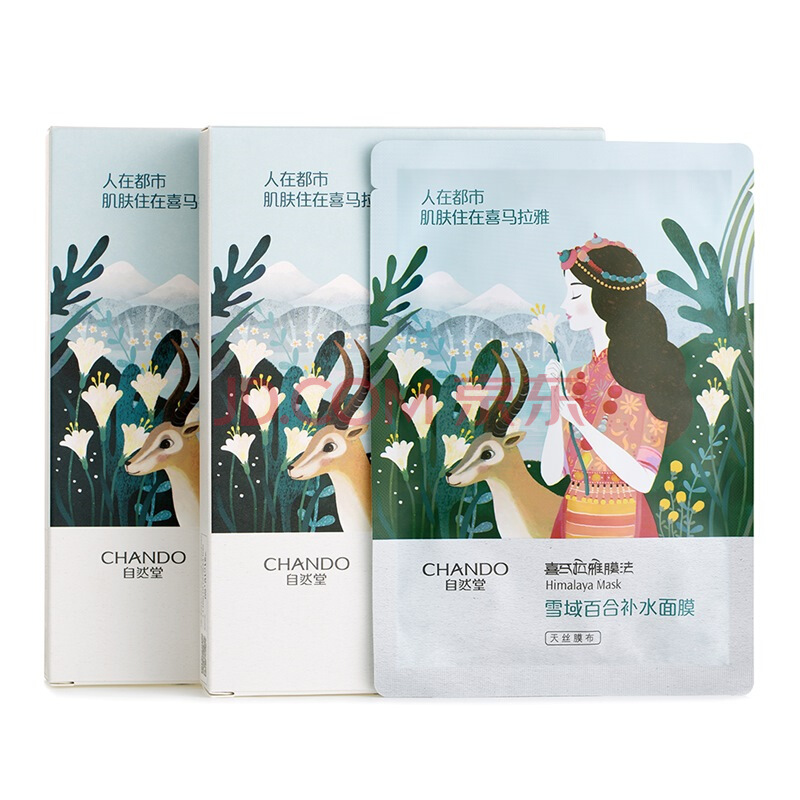 人在都市
肌肤住在喜马
CHANDO
自然堂
人在都市
肌肤住在喜马拉
CHANDO
自然堂
人在都市
肌肤住在喜马拉雅
JD.COM 京东
CHANDO
自然堂
喜马拉雅膜法
Himalaya Mask
雪域百合补水面膜
天丝膜布